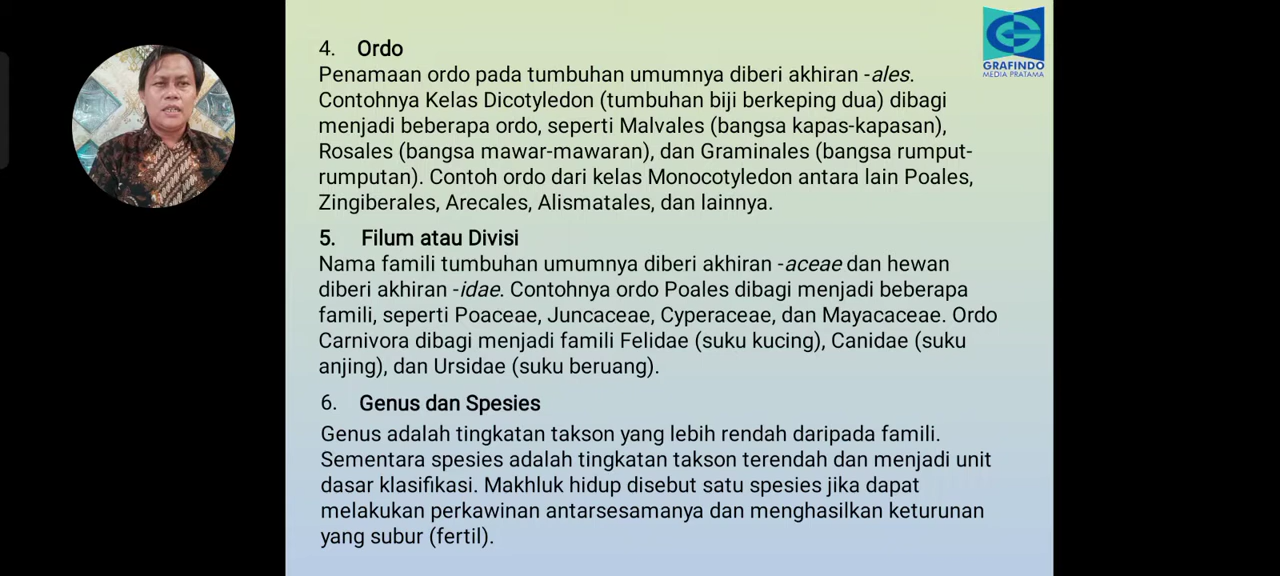 GRAFINDO
MEDIA PRATAMA
4. Ordo
Penamaan ordo pada tumbuhan umumnya diberi akhiran -ales.
Contohnya Kelas Dicotyledon (tumbuhan biji berkeping dua) dibagi
menjadi beberapa ordo, seperti Malvales (bangsa kapas-kapasan),
Rosales (bangsa mawar-mawaran), dan Graminales (bangsa rumput-
rumputan). Contoh ordo dari kelas Monocotyledon antara lain Poales,
Zingiberales, Arecales, Alismatales, dan lainnya.
5. Filum atau Divisi
Nama famili tumbuhan umumnya diberi akhiran -aceae dan hewan
diberi akhiran -idae. Contohnya ordo Poales dibagi menjadi beberapa
famili, seperti Poaceae, Juncaceae, Cyperaceae, dan Mayacaceae. Ordo
Carnivora dibagi menjadi famili Felidae (suku kucing), Canidae (suku
anjing), dan Ursidae (suku beruang).
6. Genus dan Spesies
Genus adalah tingkatan takson yang lebih rendah daripada famili.
Sementara spesies adalah tingkatan takson terendah dan menjadi unit
dasar klasifikasi. Makhluk hidup disebut satu spesies jika dapat
melakukan perkawinan antarsesamanya dan menghasilkan keturunan
yang subur (fertil).